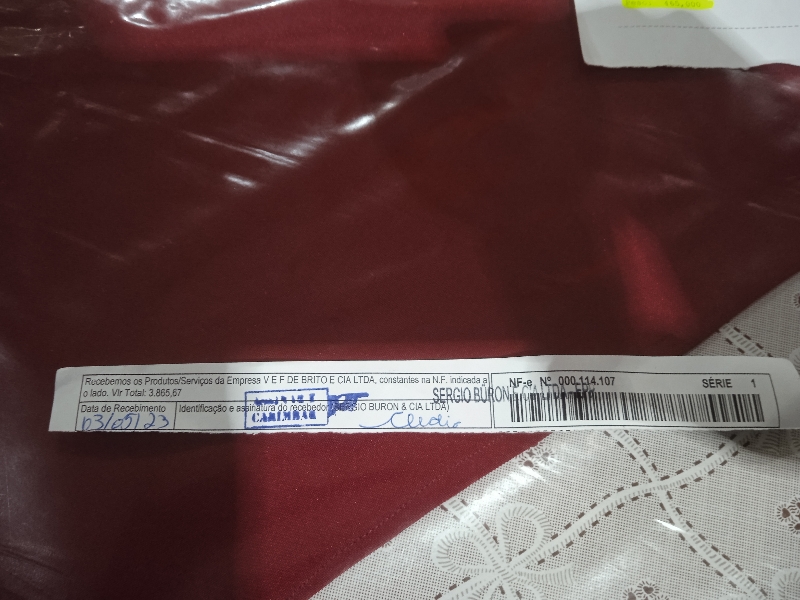 Recebemos os Produtos/Serviços da Empresa V E F DE BRITO E CIA LTDA, constantes na N.F. indicada a
o lado. Vlr Total: 3.865,67
NF-e, Nº 000.114.107
SÉRIE 1
SERGIO BURON
Data de Recebimento
Identificação e assinatura do recebedor BURON & CIA LTDA)
03/05/23
CARIMBAR